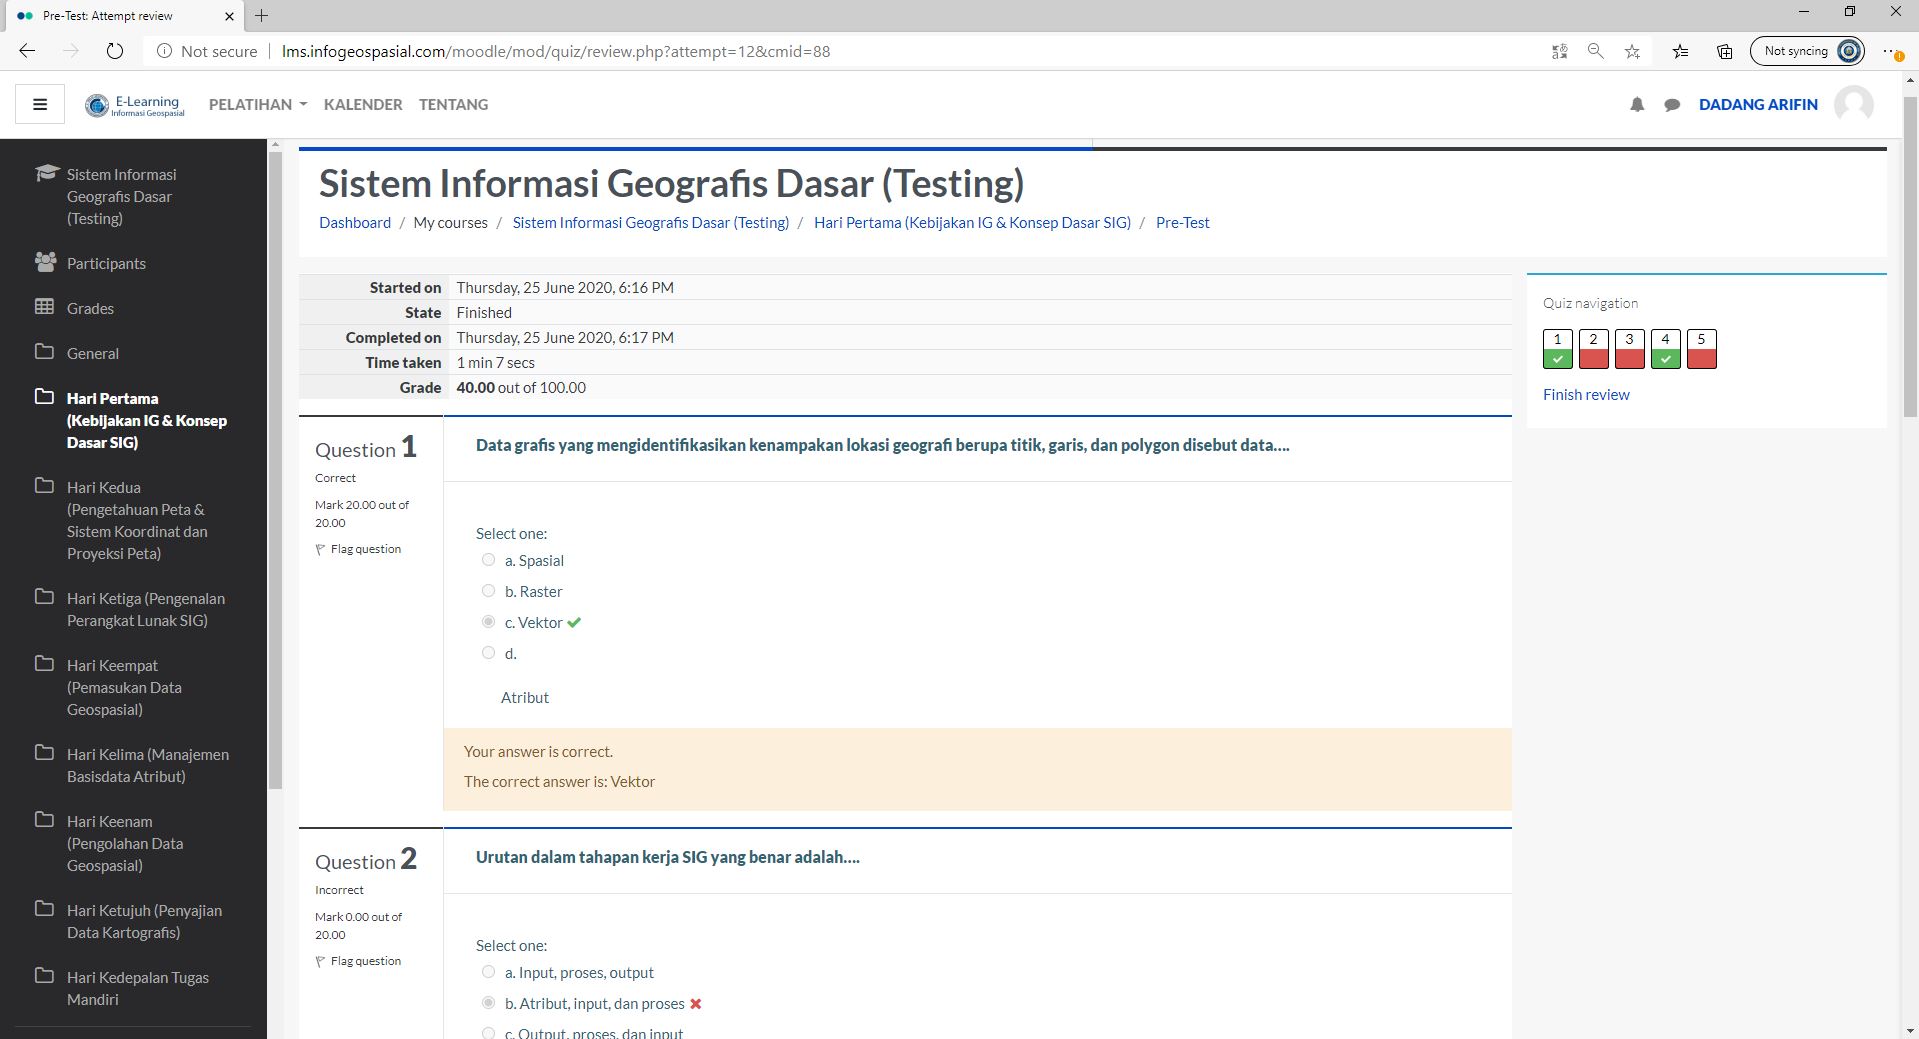 Pre-Test: Attempt review
Not secure
lms.infogeospasial.com/moodle/mod/quiz/review.php?attempt=12&cmid=88
Not syncing
E-Learning
Informasi Geospasial
PELATIHAN
KALENDER
TENTANG
DADANG ARIFIN
Sistem Informasi
Geografis Dasar
(Testing)
Participants
Grades
General
Hari Pertama
(Kebijakan IG & Konsep
Dasar SIG)
Hari Kedua
(Pengetahuan Peta &
Sistem Koordinat dan
Proyeksi Peta)
Hari Ketiga (Pengenalan
Perangkat Lunak SIG)
Hari Keempat
(Pemasukan Data
Geospasial)
Hari Kelima (Manajemen
Basisdata Atribut)
Hari Keenam
(Pengolahan Data
Geospasial)
Hari Ketujuh (Penyajian
Data Kartografis)
Hari Kedepalan Tugas
Mandiri
Sistem Informasi Geografis Dasar (Testing)
Dashboard / My courses / Sistem Informasi Geografis Dasar (Testing) / Hari Pertama (Kebijakan IG & Konsep Dasar SIG) / Pre-Test
Started on Thursday, 25 June 2020, 6:16 PM
State Finished
Completed on Thursday, 25 June 2020, 6:17 PM
Time taken 1 min 7 secs
Grade 40.00 out of 100.00
Question 1
Correct
Mark 20.00 out of
20.00
Flag question
Data grafis yang mengidentifikasikan kenampakan lokasi geografi berupa titik, garis, dan polygon disebut data....
Select one:
a. Spasial
b. Raster
c. Vektor
d.
Atribut
Your answer is correct.
The correct answer is: Vektor
Question 2
Incorrect
Mark 0.00 out of
20.00
Flag question
Urutan dalam tahapan kerja SIG yang benar adalah....
Select one:
a. Input, proses, output
b. Atribut, input, dan proses
c. Output, proses, dan input
Quiz navigation
1 2 3 4 5
Finish review